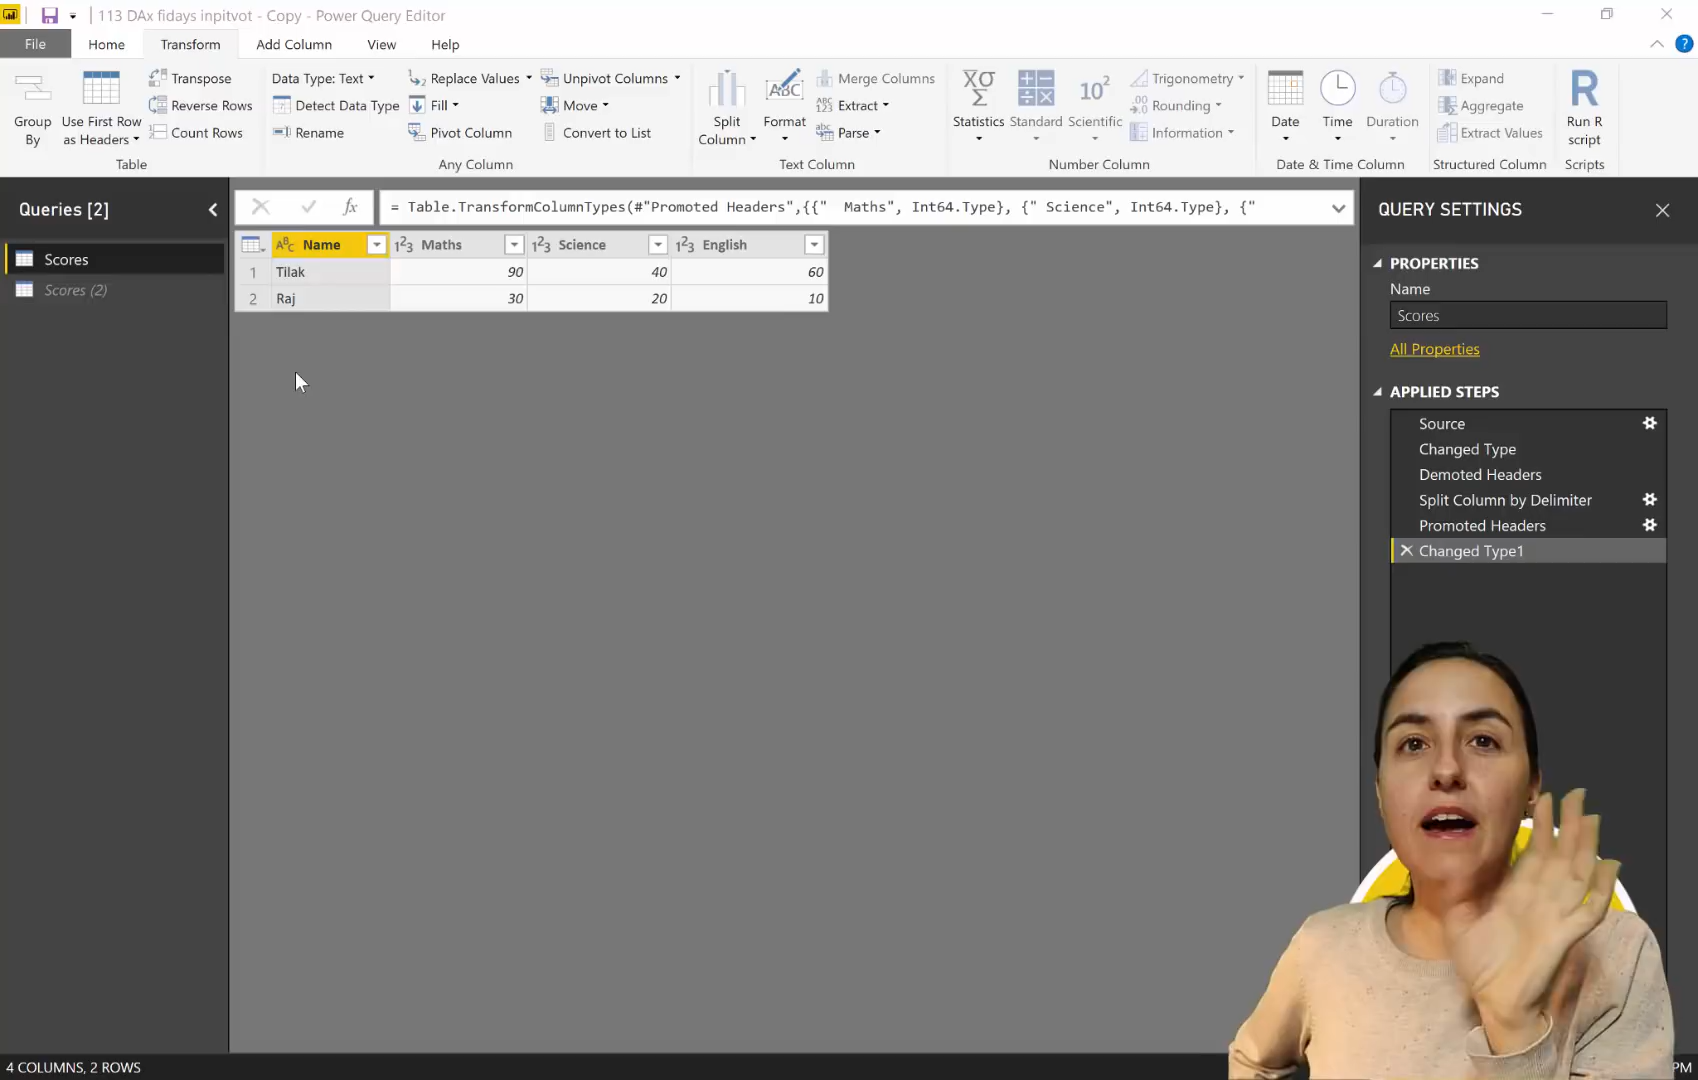 113 DAx fidays inpitvot - Copy - Power Query Editor
File Home Transform Add Column View Help
Group By
Use First Row as Headers
Transpose
Reverse Rows
Count Rows
Table
Data Type: Text
Detect Data Type
Rename
Replace Values
Fill
Pivot Column
Unpivot Columns
Move
Convert to List
Any Column
Split Column
Format
Merge Columns
Extract
Parse
Text Column
Statistics
Standard
Scientific
Trigonometry
Rounding
Information
Number Column
Date
Time
Duration
Date & Time Column
Expand
Aggregate
Extract Values
Structured Column
Run R script
Scripts
Queries [2]
Scores
Scores (2)
fx = Table.TransformColumnTypes(#"Promoted Headers",{{"  Maths", Int64.Type}, {" Science", Int64.Type}, {"
Name Maths Science English
1 Tilak 90 40 60
2 Raj 30 20 10
QUERY SETTINGS
PROPERTIES
Name
Scores
All Properties
APPLIED STEPS
Source
Changed Type
Demoted Headers
Split Column by Delimiter
Promoted Headers
Changed Type1
4 COLUMNS, 2 ROWS
PM